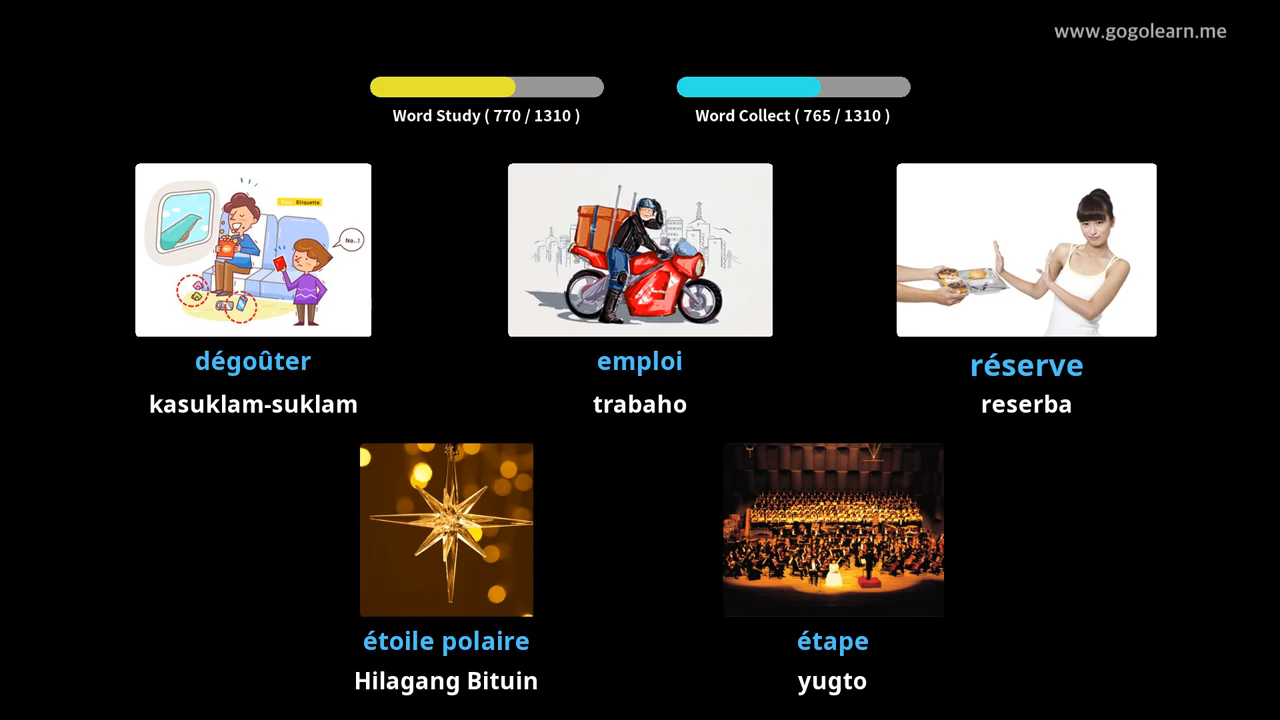 www.gogolearn.me
Word Study ( 770 / 1310 )
Word Collect ( 765 / 1310 )
Etiquette
No..!
dégoûter
emploi
réserve
kasuklam-suklam
trabaho
reserba
étoile polaire
étape
Hilagang Bituin
yugto